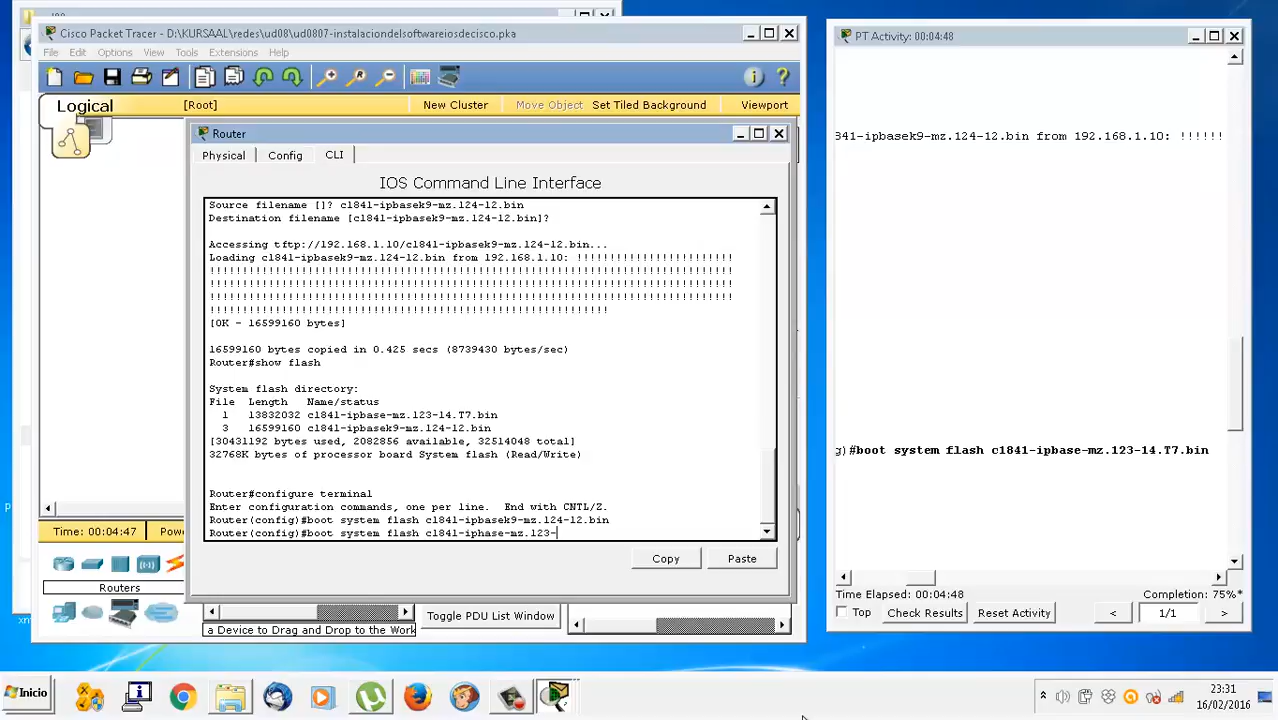 Cisco Packet Tracer - D:\KURSAAL\redes\ud08\ud0807-instalaciondelsoftwareiosdecisco.pka
File Edit Options View Tools Extensions Help
Logical [Root] New Cluster Move Object Set Tiled Background Viewport
Router
Physical Config CLI
IOS Command Line Interface
Source filename []? c1841-ipbasek9-mz.124-12.bin
Destination filename [c1841-ipbasek9-mz.124-12.bin]?
Accessing tftp://192.168.1.10/c1841-ipbasek9-mz.124-12.bin...
Loading c1841-ipbasek9-mz.124-12.bin from 192.168.1.10: !!!!!!!!!!!!!!!!!!!!!!!!
!!!!!!!!!!!!!!!!!!!!!!!!!!!!!!!!!!!!!!!!!!!!!!!!!!!!!!!!!!!!!!!!!!!!!!!!!!!!!!!!
!!!!!!!!!!!!!!!!!!!!!!!!!!!!!!!!!!!!!!!!!!!!!!!!!!!!!!!!!!!!!!!!!!!!!!!!!!!!!!!!
!!!!!!!!!!!!!!!!!!!!!!!!!!!!!!!!!!!!!!!!!!!!!!!!!!!!!!!!!!!!!!!!!!!!!!!!!!!!!!!!
!!!!!!!!!!!!!!!!!!!!!!!!!!!!!!!!!!!!!!!!!!!!!!!!!!!!!!!!!!!!!
[OK - 16599160 bytes]
16599160 bytes copied in 0.425 secs (8739430 bytes/sec)
Router#show flash
System flash directory:
File Length Name/status
1 13832032 c1841-ipbase-mz.123-14.T7.bin
3 16599160 c1841-ipbasek9-mz.124-12.bin
[30431192 bytes used, 2082856 available, 32514048 total]
32768K bytes of processor board System flash (Read/Write)
Router#configure terminal
Enter configuration commands, one per line. End with CNTL/Z.
Router(config)#boot system flash c1841-ipbasek9-mz.124-12.bin
Router(config)#boot system flash c1841-iphase-mz.123-
Copy Paste
Time: 00:04:47
Routers
Toggle PDU List Window
a Device to Drag and Drop to the Work
PT Activity: 00:04:48
841-ipbasek9-mz.124-12.bin from 192.168.1.10: !!!!!!
g)#boot system flash c1841-ipbase-mz.123-14.T7.bin
Time Elapsed: 00:04:48 Completion: 75%*
Top Check Results Reset Activity < 1/1 >
Inicio
23:31
16/02/2016